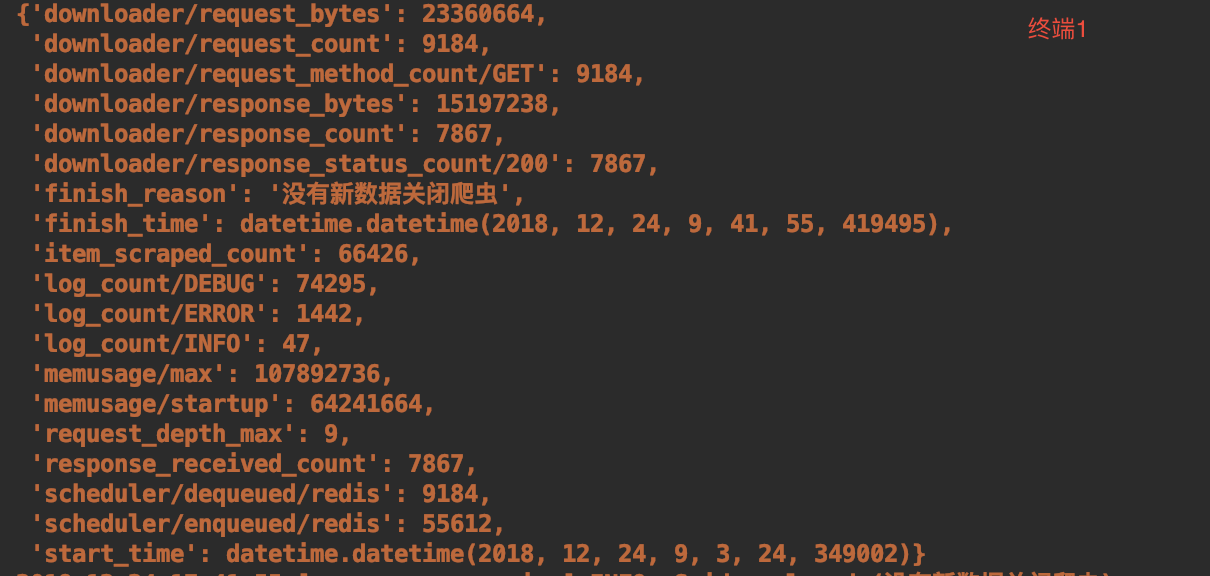 {'downloader/request_bytes': 23360664,
终端1
'downloader/request_count': 9184,
'downloader/request_method_count/GET': 9184,
'downloader/response_bytes': 15197238,
'downloader/response_count': 7867,
'downloader/response_status_count/200': 7867,
'finish_reason': '没有新数据关闭爬虫',
'finish_time': datetime.datetime(2018, 12, 24, 9, 41, 55, 419495),
'item_scraped_count': 66426,
'log_count/DEBUG': 74295,
'log_count/ERROR': 1442,
'log_count/INFO': 47,
'memusage/max': 107892736,
'memusage/startup': 64241664,
'request_depth_max': 9,
'response_received_count': 7867,
'scheduler/dequeued/redis': 9184,
'scheduler/enqueued/redis': 55612,
'start_time': datetime.datetime(2018, 12, 24, 9, 3, 24, 349002)}